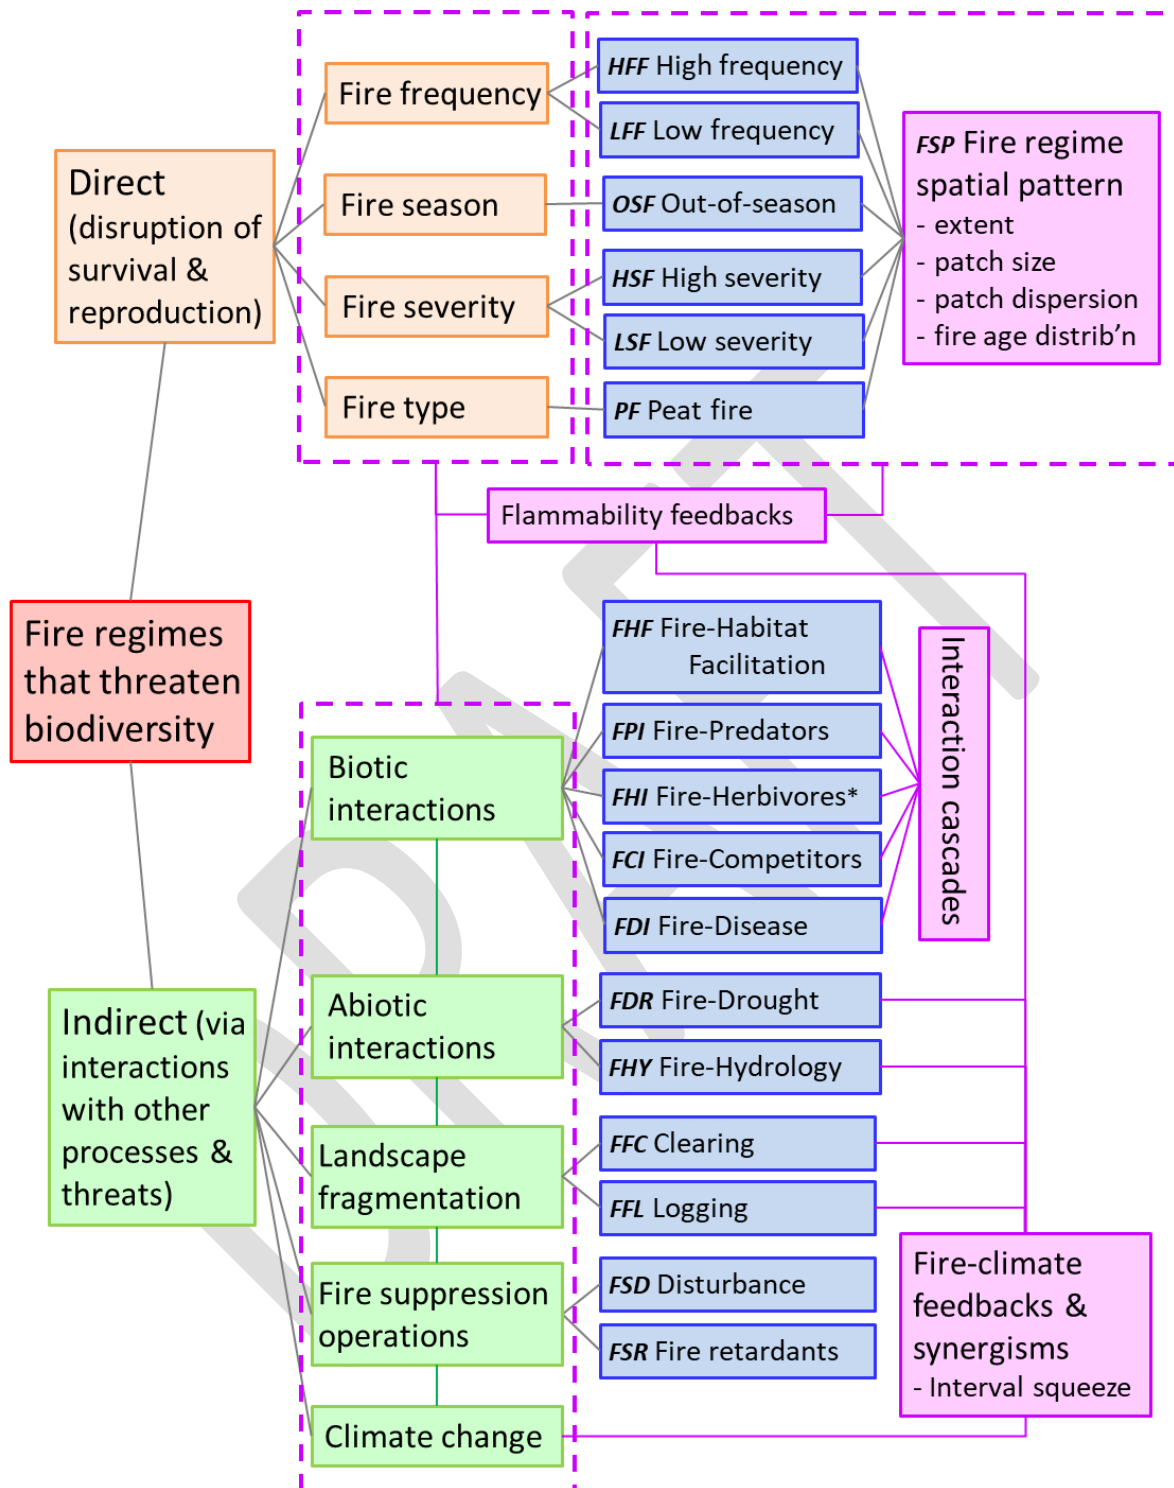 Direct
(disruption of
survival &
reproduction)
Fire frequency
Fire season
Fire severity
Fire type
HFF High frequency
LFF Low frequency
OSF Out-of-season
HSF High severity
LSF Low severity
PF Peat fire
FSP Fire regime
spatial pattern
- extent
- patch size
- patch dispersion
- fire age distrib’n
Flammability feedbacks
Fire regimes
that threaten
biodiversity
Indirect (via
interactions
with other
processes &
threats)
Biotic
interactions
Abiotic
interactions
Landscape
fragmentation
Fire suppression
operations
Climate change
FHF Fire-Habitat
Facilitation
FPI Fire-Predators
FHI Fire-Herbivores*
FCI Fire-Competitors
FDI Fire-Disease
FDR Fire-Drought
FHY Fire-Hydrology
FFC Clearing
FFL Logging
FSD Disturbance
FSR Fire retardants
Interaction cascades
Fire-climate
feedbacks &
synergisms
- Interval squeeze
DRAFT